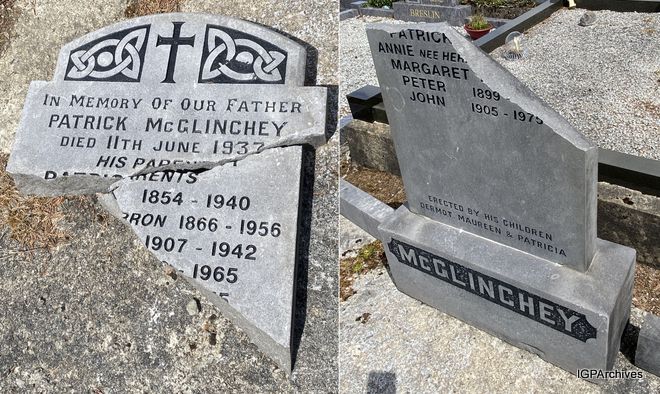 IN MEMORY OF OUR FATHER
PATRICK McGLINCHEY
DIED 11TH JUNE 1937
HIS PARENTS
1854 - 1940
RRON 1866 - 1956
1907 - 1942
- 1965
BRESLIN
PATRICK
ANNIE NEE HER
MARGARET
PETER 1899
JOHN 1905 - 1975
ERECTED BY HIS CHILDREN
DERMOT, MAUREEN & PATRICIA
McGLINCHEY
IGPArchives